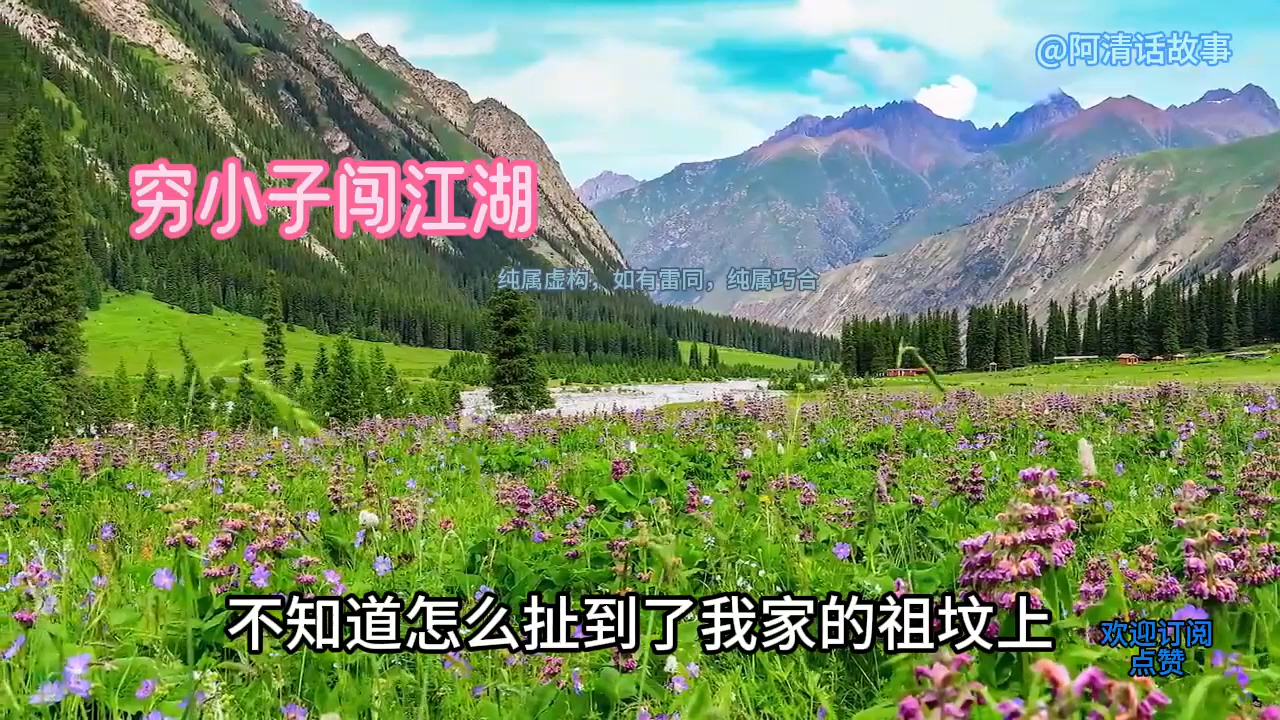 @阿清话故事
穷小子闯江湖
纯属虚构，如有雷同，纯属巧合
不知道怎么扯到了我家的祖坟上
欢迎订阅
点赞